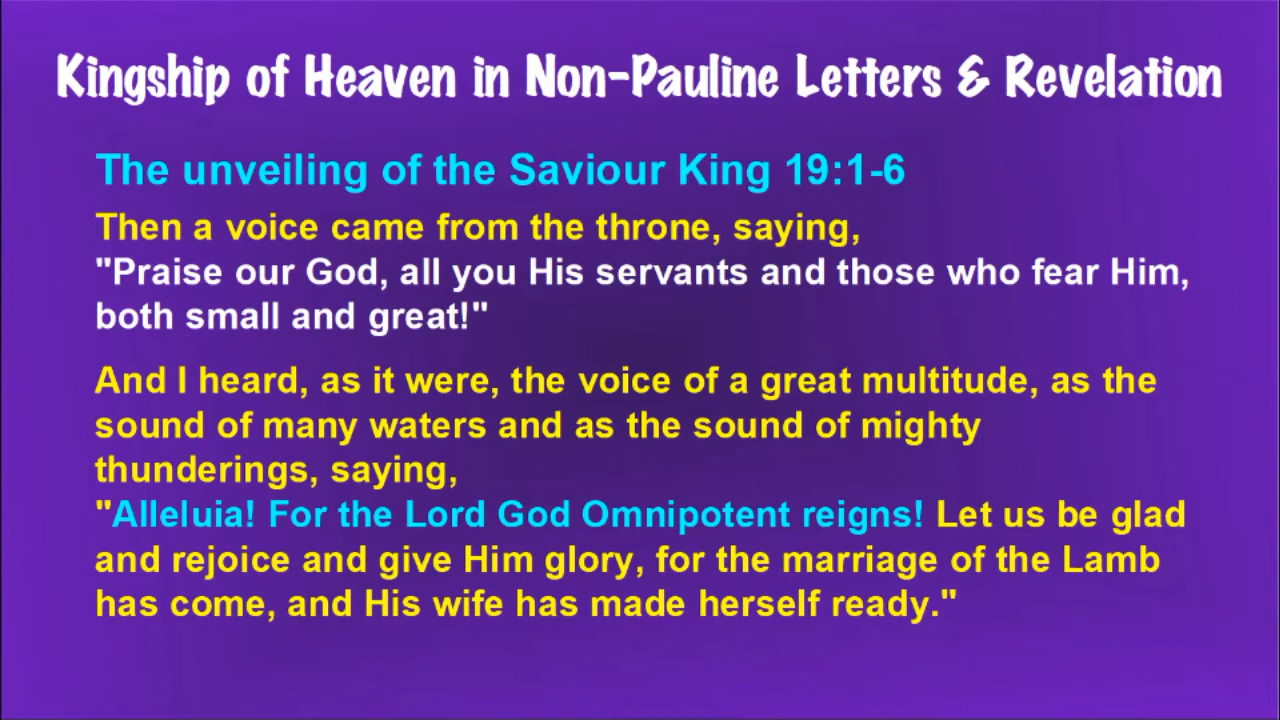 Kingship of Heaven in Non-Pauline Letters & Revelation
The unveiling of the Saviour King 19:1-6
Then a voice came from the throne, saying,
"Praise our God, all you His servants and those who fear Him,
both small and great!"
And I heard, as it were, the voice of a great multitude, as the
sound of many waters and as the sound of mighty
thunderings, saying,
"Alleluia! For the Lord God Omnipotent reigns! Let us be glad
and rejoice and give Him glory, for the marriage of the Lamb
has come, and His wife has made herself ready."